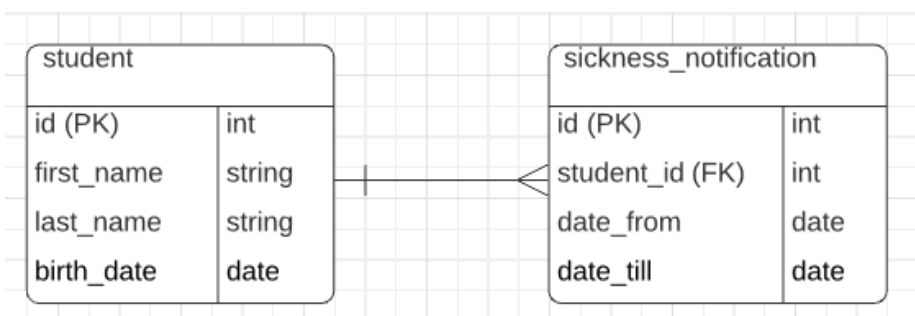 student
id (PK) int
first_name string
last_name string
birth_date date
sickness_notification
id (PK) int
student_id (FK) int
date_from date
date_till date